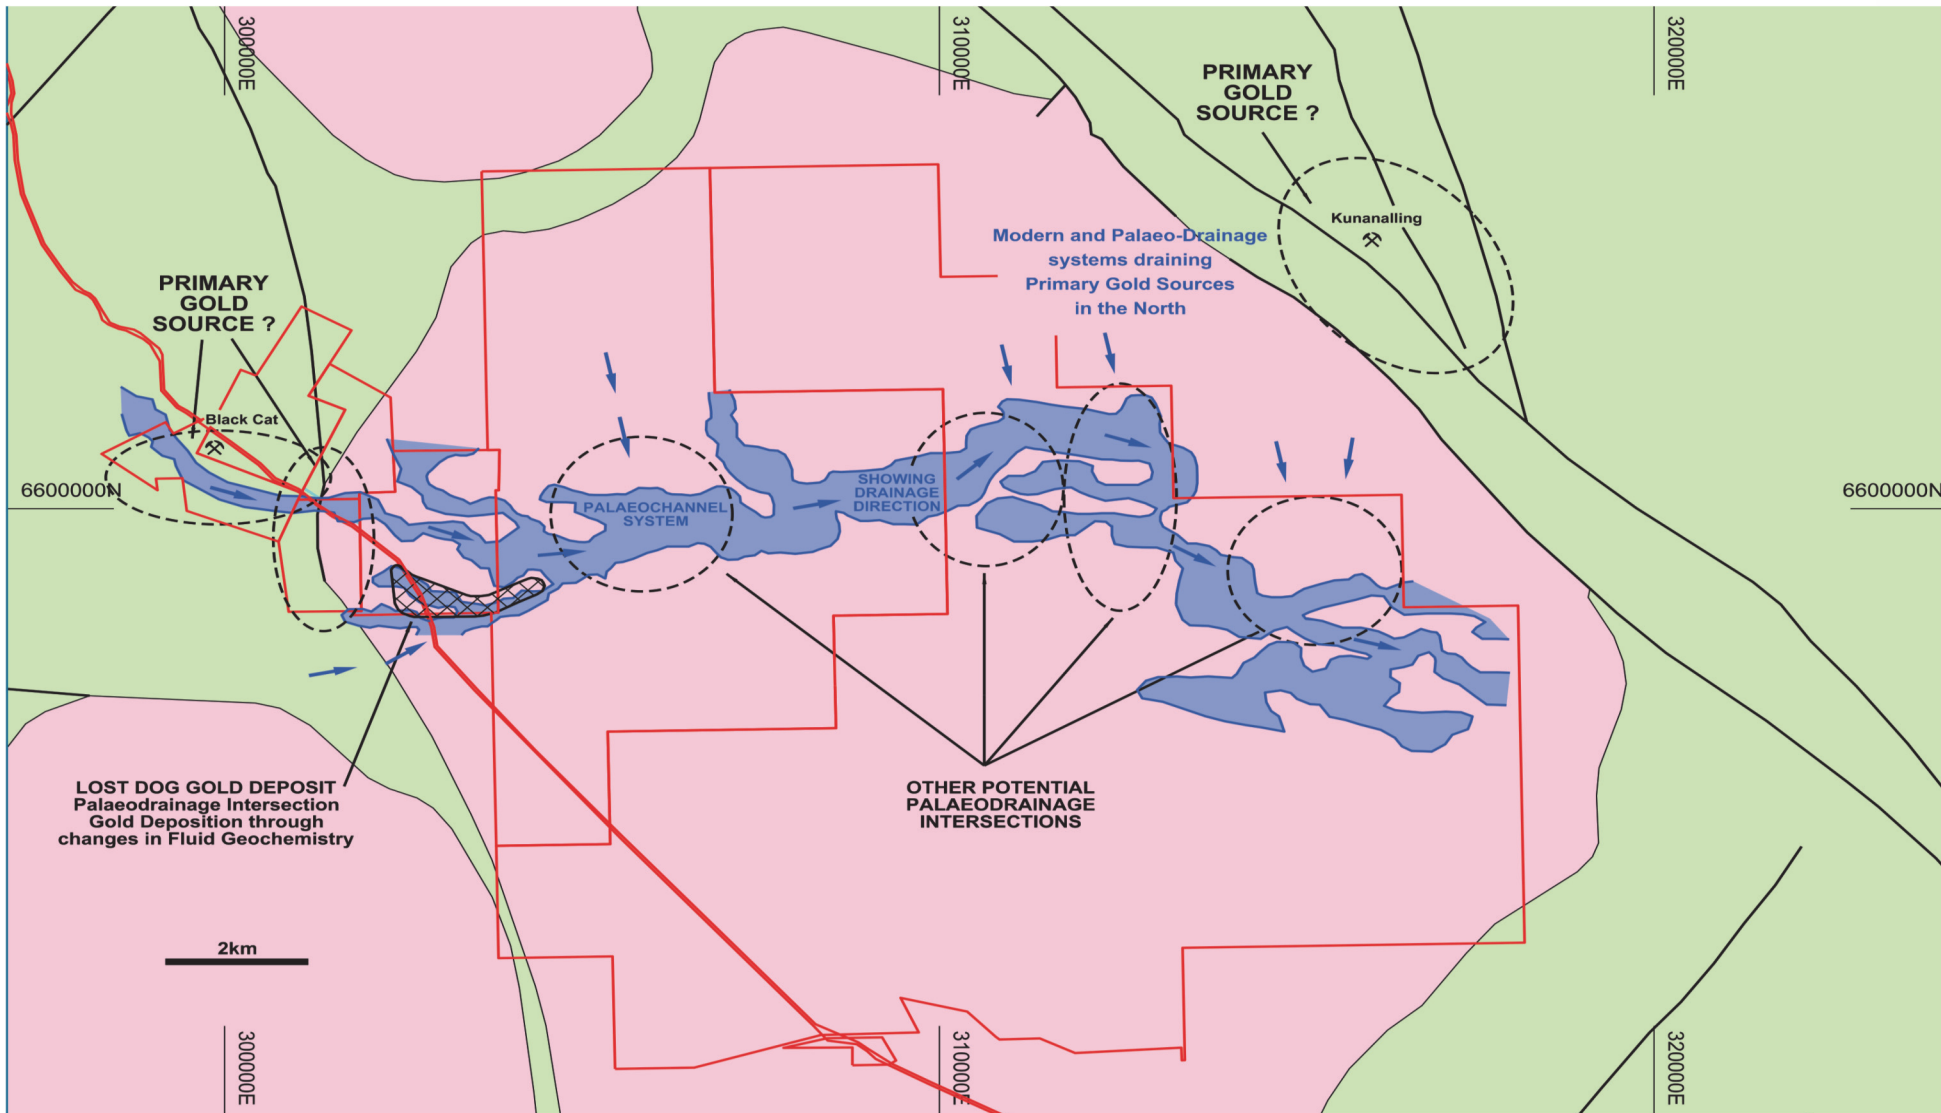 300000E
310000E
320000E
PRIMARY
GOLD
SOURCE ?
Kunanalling
Modern and Palaeo-Drainage
systems draining
Primary Gold Sources
in the North
PRIMARY
GOLD
SOURCE ?
Black Cat
6600000N
6600000N
PALAEOCHANNEL
SYSTEM
SHOWING
DRAINAGE
DIRECTION
LOST DOG GOLD DEPOSIT
Palaeodrainage Intersection
Gold Deposition through
changes in Fluid Geochemistry
OTHER POTENTIAL
PALAEODRAINAGE
INTERSECTIONS
2km
300000E
310000E
320000E